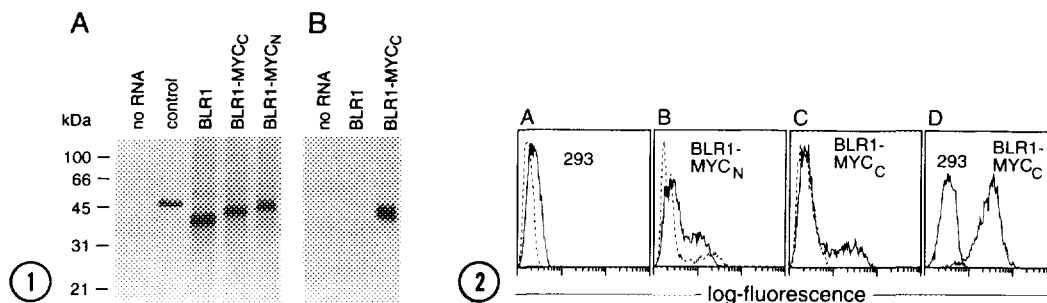 A
no RNA
control
BLR1
BLR1-MYCC
BLR1-MYCN
B
no RNA
BLR1
BLR1-MYCC
kDa
100
66
45
31
21
1
A
293
B
BLR1-
MYCN
C
BLR1-
MYCC
D
293
BLR1-
MYCC
2
log-fluorescence